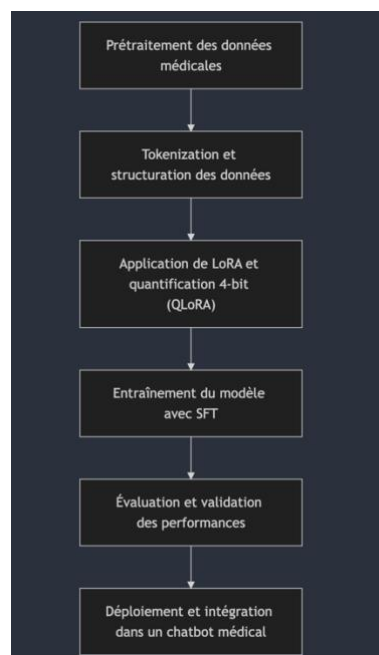 Prétraitement des données
médicales
Tokenization et
structuration des données
Application de LoRA et
quantification 4-bit
(QLoRA)
Entraînement du modèle
avec SFT
Évaluation et validation
des performances
Déploiement et intégration
dans un chatbot médical